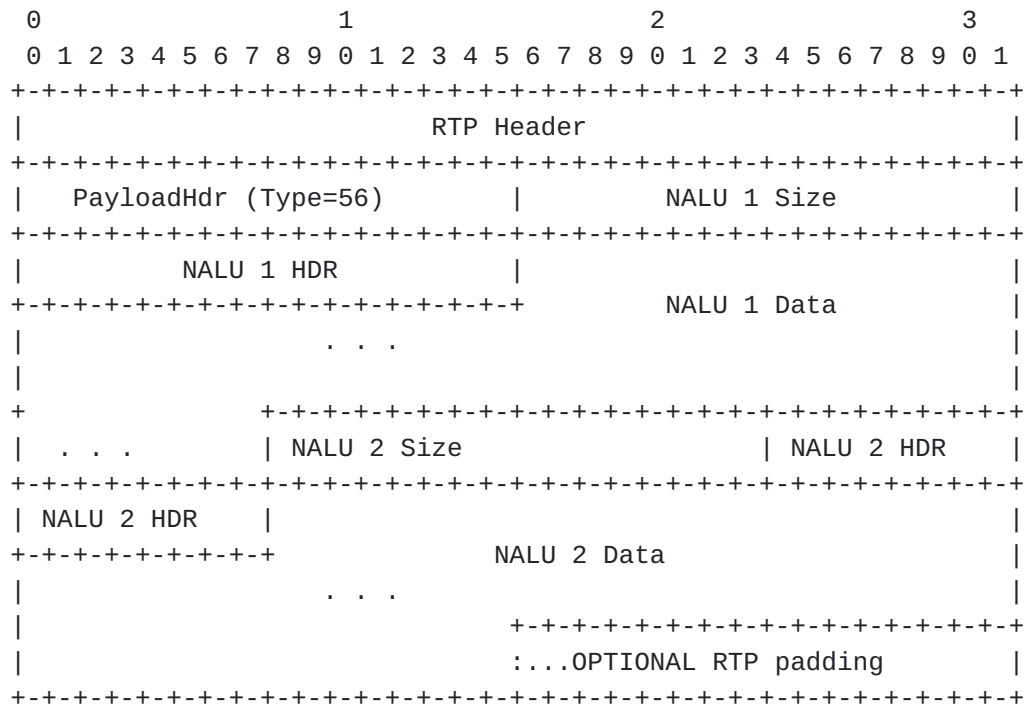 0                   1                   2                   3
 0 1 2 3 4 5 6 7 8 9 0 1 2 3 4 5 6 7 8 9 0 1 2 3 4 5 6 7 8 9 0 1
+-+-+-+-+-+-+-+-+-+-+-+-+-+-+-+-+-+-+-+-+-+-+-+-+-+-+-+-+-+-+-+-+
|                          RTP Header                           |
+-+-+-+-+-+-+-+-+-+-+-+-+-+-+-+-+-+-+-+-+-+-+-+-+-+-+-+-+-+-+-+-+
|   PayloadHdr (Type=56)        |         NALU 1 Size           |
+-+-+-+-+-+-+-+-+-+-+-+-+-+-+-+-+-+-+-+-+-+-+-+-+-+-+-+-+-+-+-+-+
|          NALU 1 HDR           |                               |
+-+-+-+-+-+-+-+-+-+-+-+-+-+-+-+-+         NALU 1 Data           |
|                   . . .                                       |
|                                                               |
+               +-+-+-+-+-+-+-+-+-+-+-+-+-+-+-+-+-+-+-+-+-+-+-+-+
|  . . .        | NALU 2 Size                   | NALU 2 HDR    |
+-+-+-+-+-+-+-+-+-+-+-+-+-+-+-+-+-+-+-+-+-+-+-+-+-+-+-+-+-+-+-+-+
| NALU 2 HDR    |                                               |
+-+-+-+-+-+-+-+-+              NALU 2 Data                      |
|                   . . .                                       |
|                               +-+-+-+-+-+-+-+-+-+-+-+-+-+-+-+-+
|                               :...OPTIONAL RTP padding        |
+-+-+-+-+-+-+-+-+-+-+-+-+-+-+-+-+-+-+-+-+-+-+-+-+-+-+-+-+-+-+-+-+